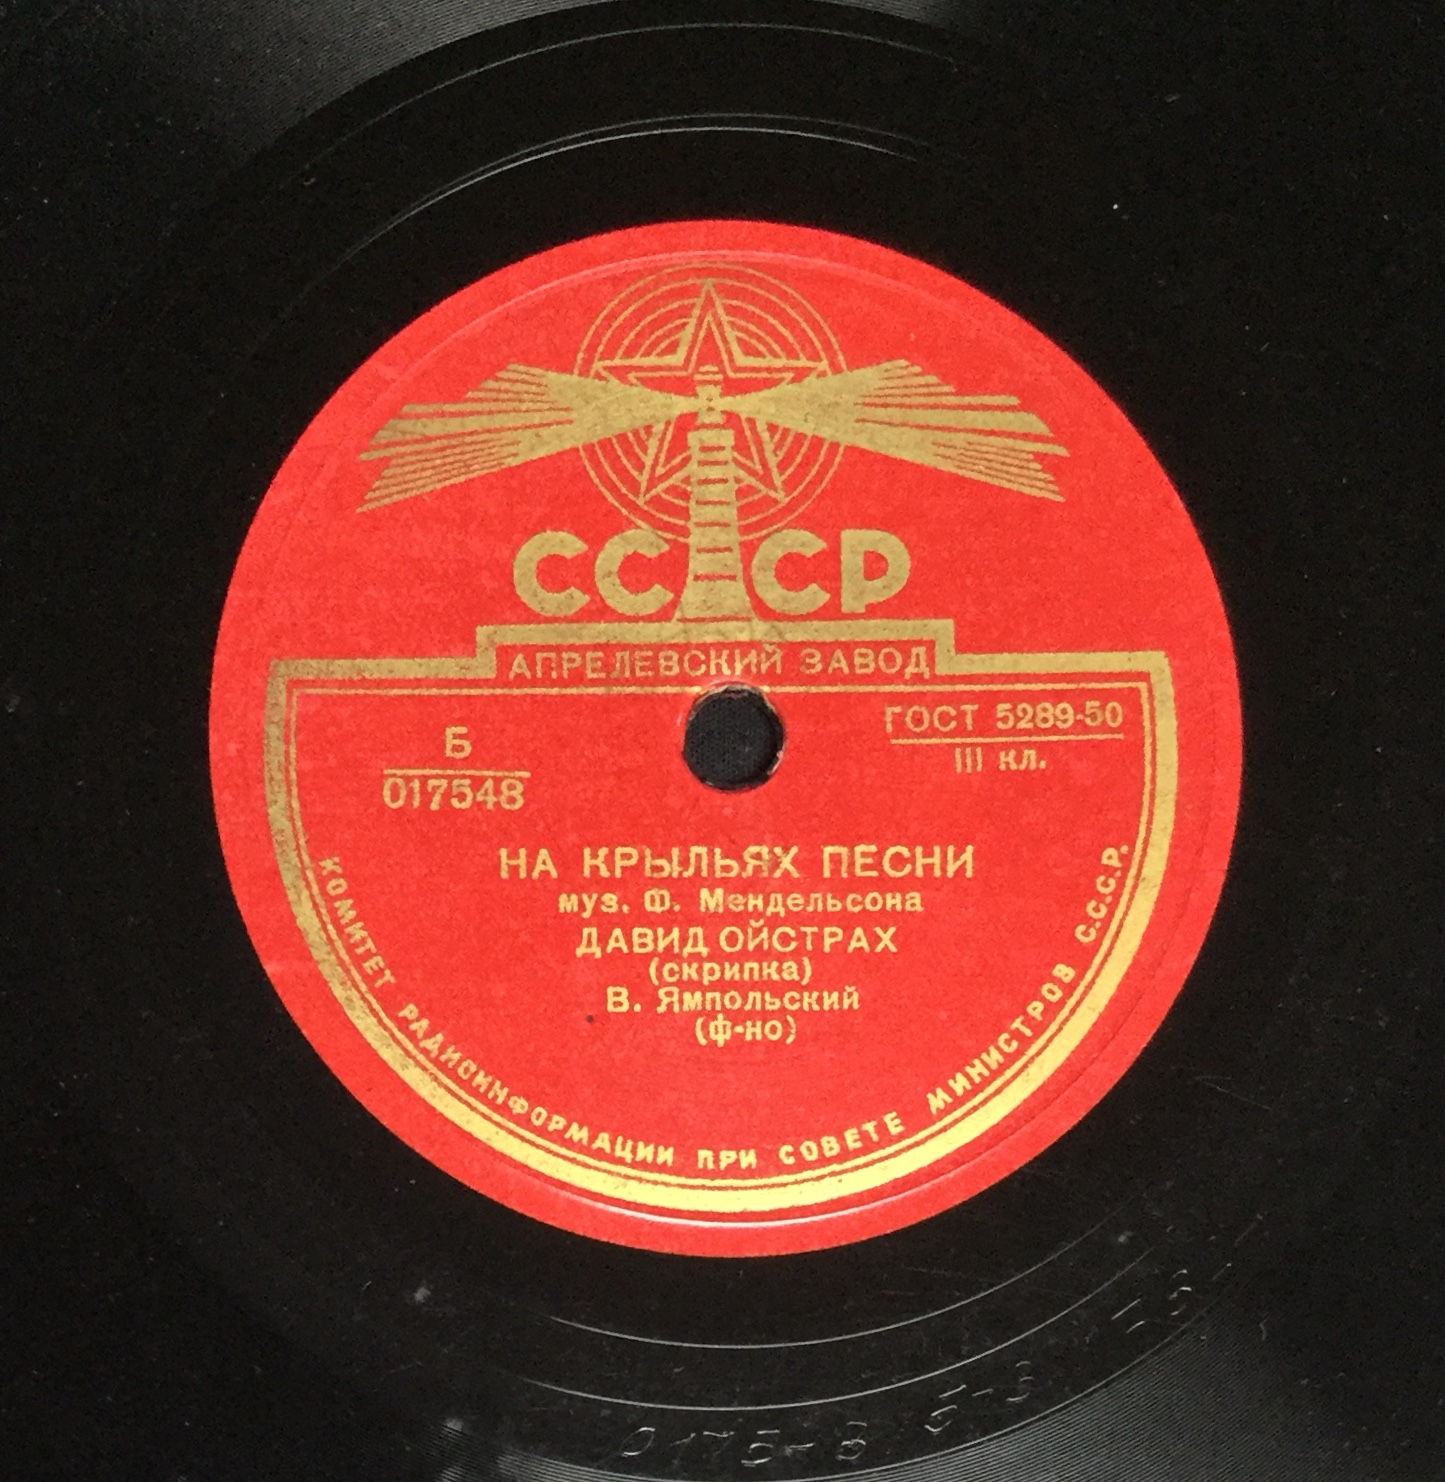 СССР
АПРЕЛЕВСКИЙ ЗАВОД
ГОСТ 5289-50
III кл.
Б
017548
НА КРЫЛЬЯХ ПЕСНИ
муз. Ф. Мендельсона
ДАВИД ОЙСТРАХ
(скрипка)
В. Ямпольский
(ф-но)
КОМИТЕТ РАДИОИНФОРМАЦИИ ПРИ СОВЕТЕ МИНИСТРОВ С.С.С.Р.